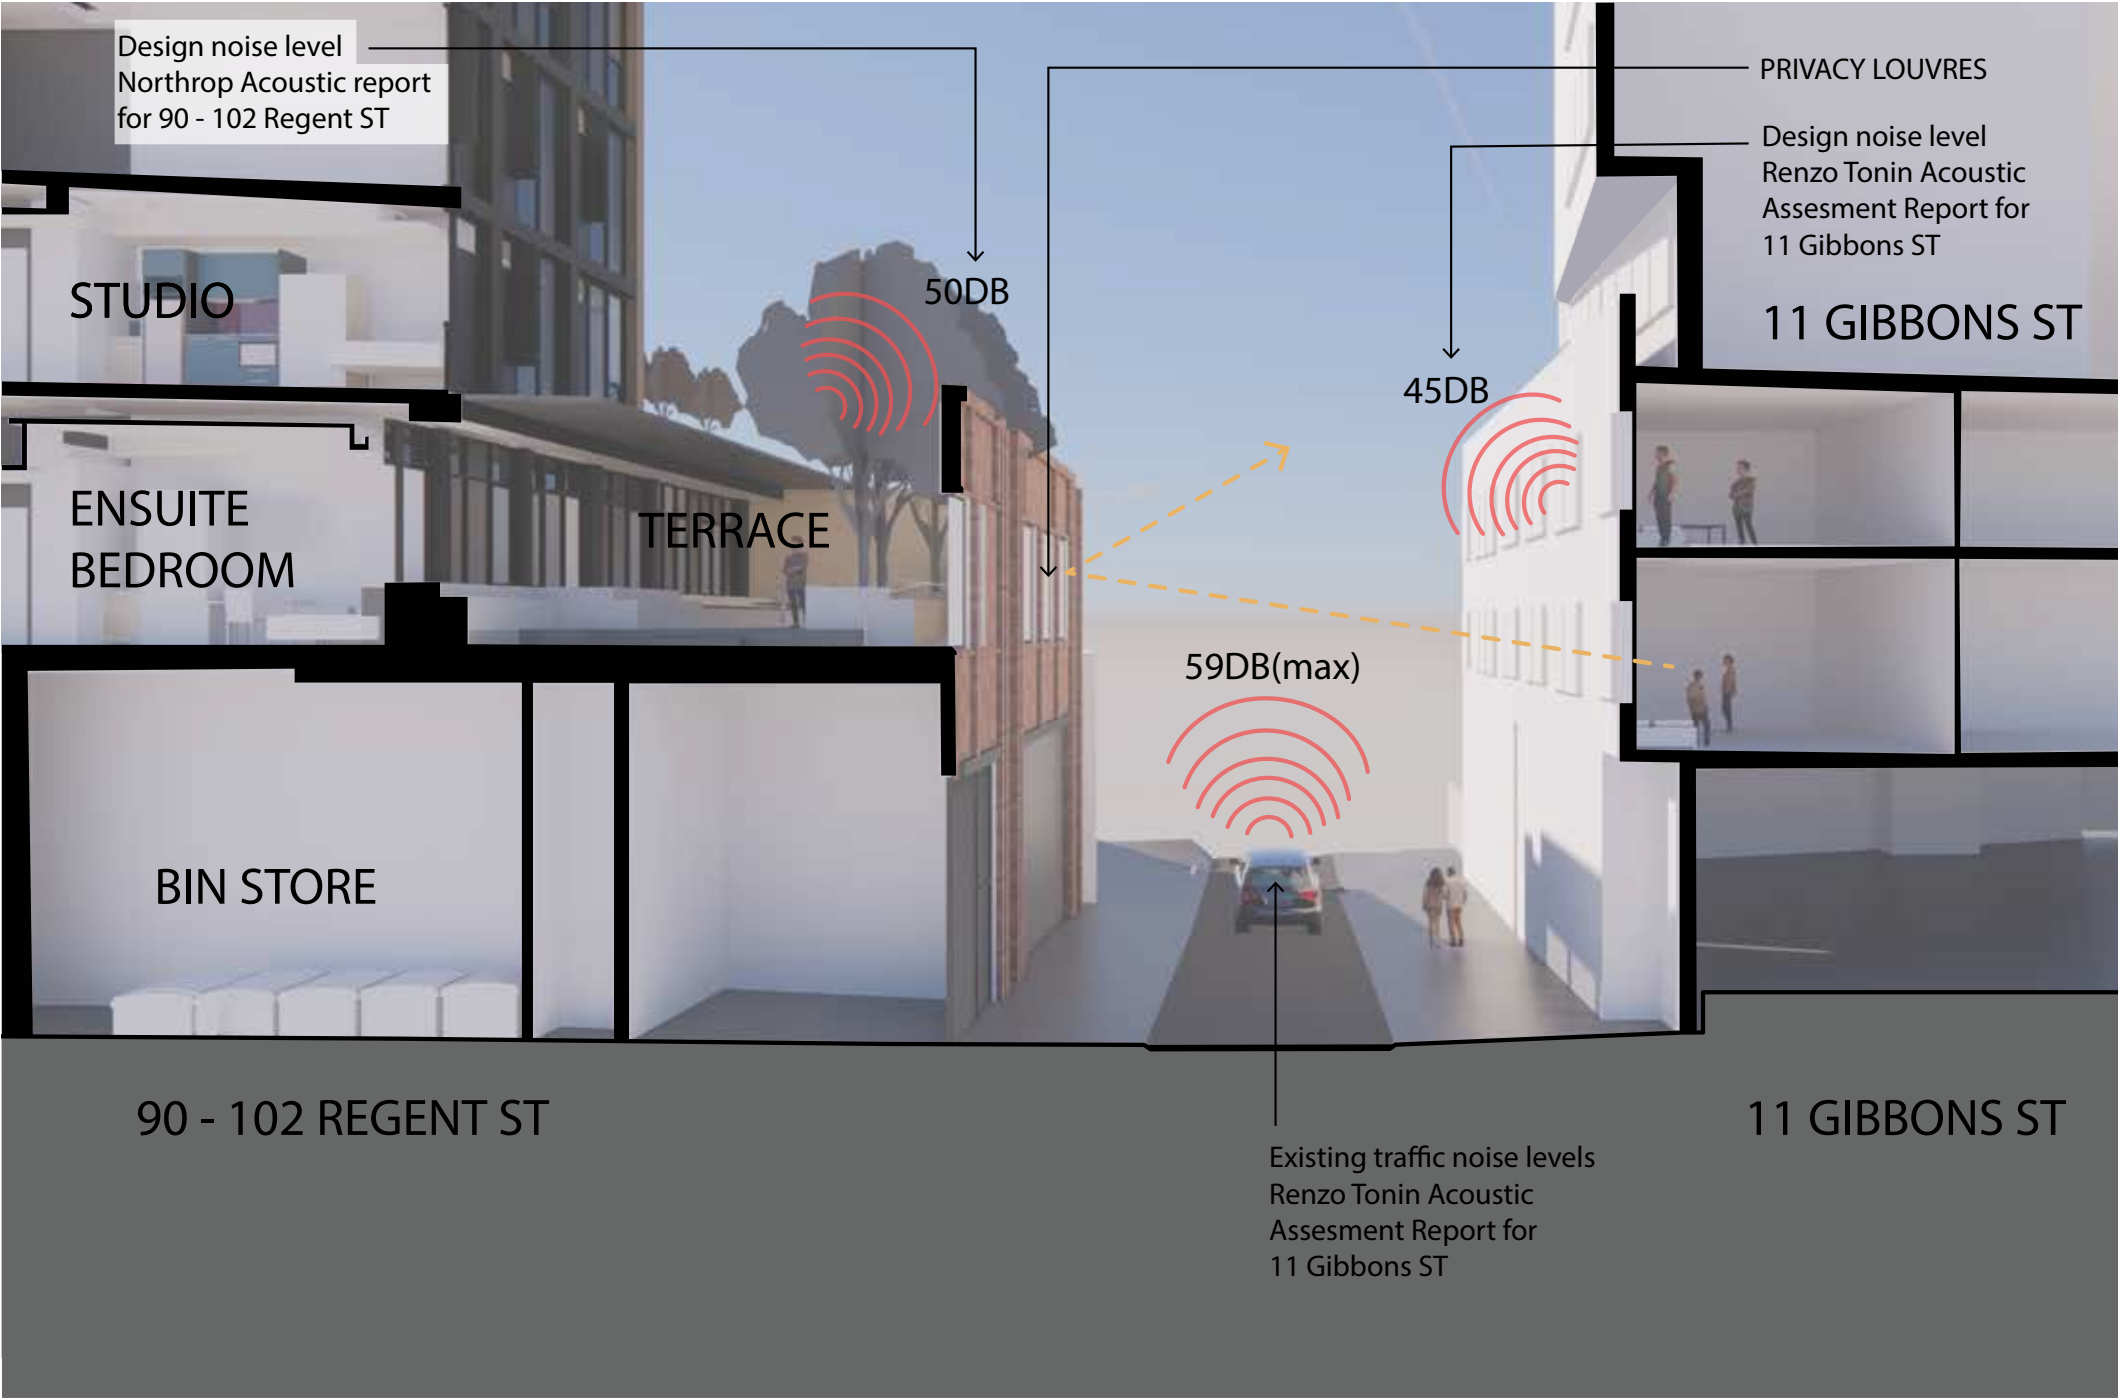 Design noise level
Northrop Acoustic report
for 90 - 102 Regent ST
PRIVACY LOUVRES
Design noise level
Renzo Tonin Acoustic
Assesment Report for
11 Gibbons ST
50DB
STUDIO
11 GIBBONS ST
45DB
ENSUITE
BEDROOM
TERRACE
59DB(max)
BIN STORE
90 - 102 REGENT ST
11 GIBBONS ST
Existing traffic noise levels
Renzo Tonin Acoustic
Assesment Report for
11 Gibbons ST